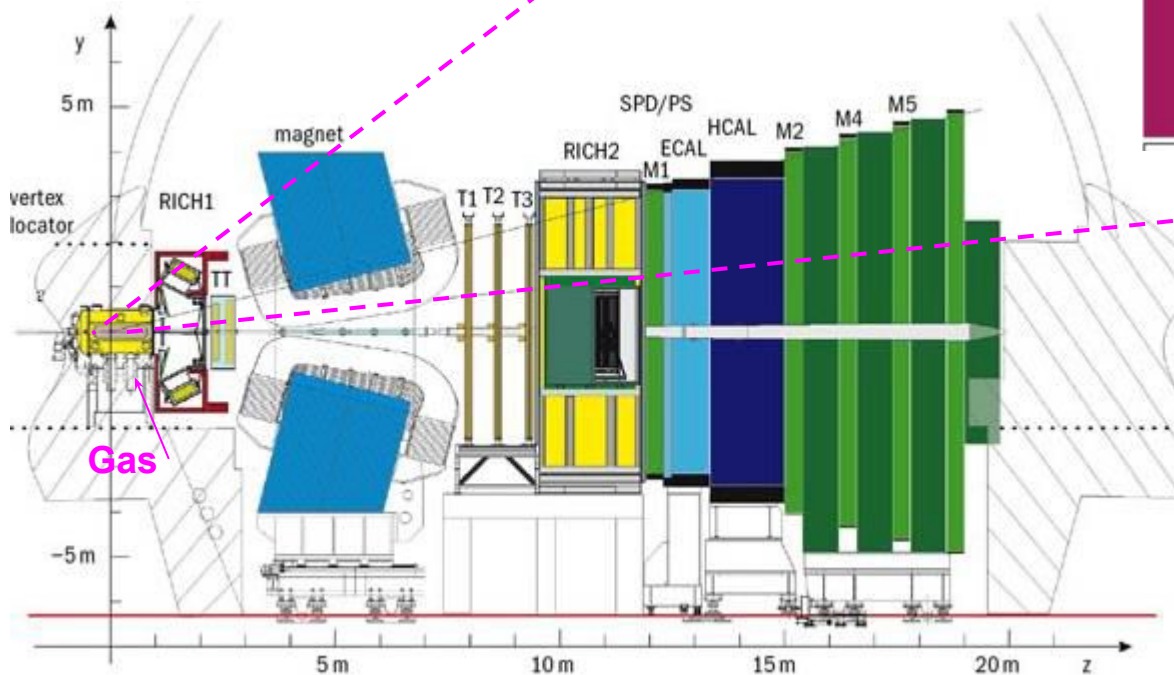 y
5 m
SPD/PS
HCAL
M5
M4
M2
ECAL
magnet
RICH2
M1
T1
T2
T3
vertex
locator
RICH1
TT
Gas
−5 m
5 m
10 m
15 m
20 m
z